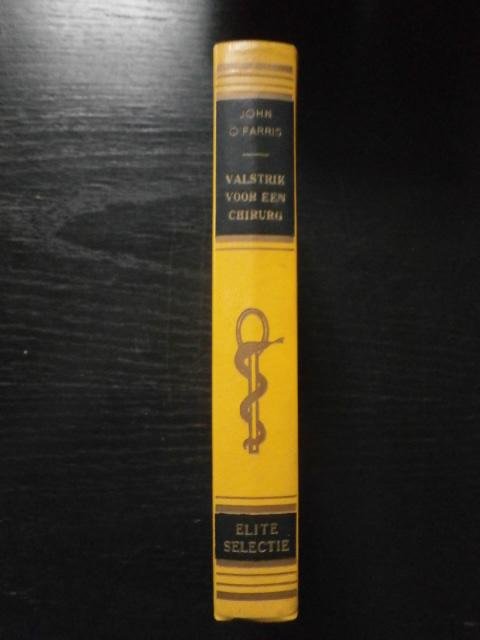 JOHN
O'FARRIS
VALSTRIK
VOOR EEN
CHIRURG
ELITE
SELECTIE